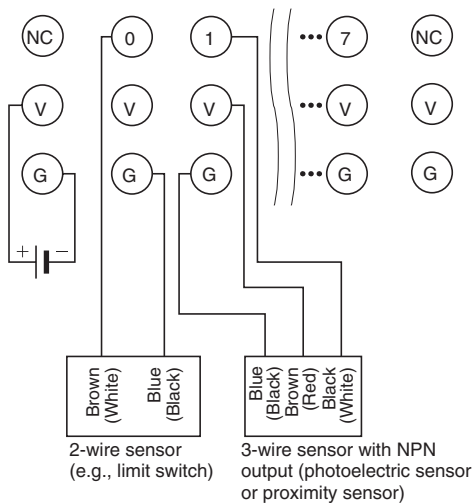 NC 0 1 ••• 7 NC
V V V ••• V V
G G G ••• G G
+ −
Brown
(White)
Blue
(Black)
Blue
(Black)
Brown
(Red)
Black
(White)
2-wire sensor
(e.g., limit switch)
3-wire sensor with NPN
output (photoelectric sensor
or proximity sensor)